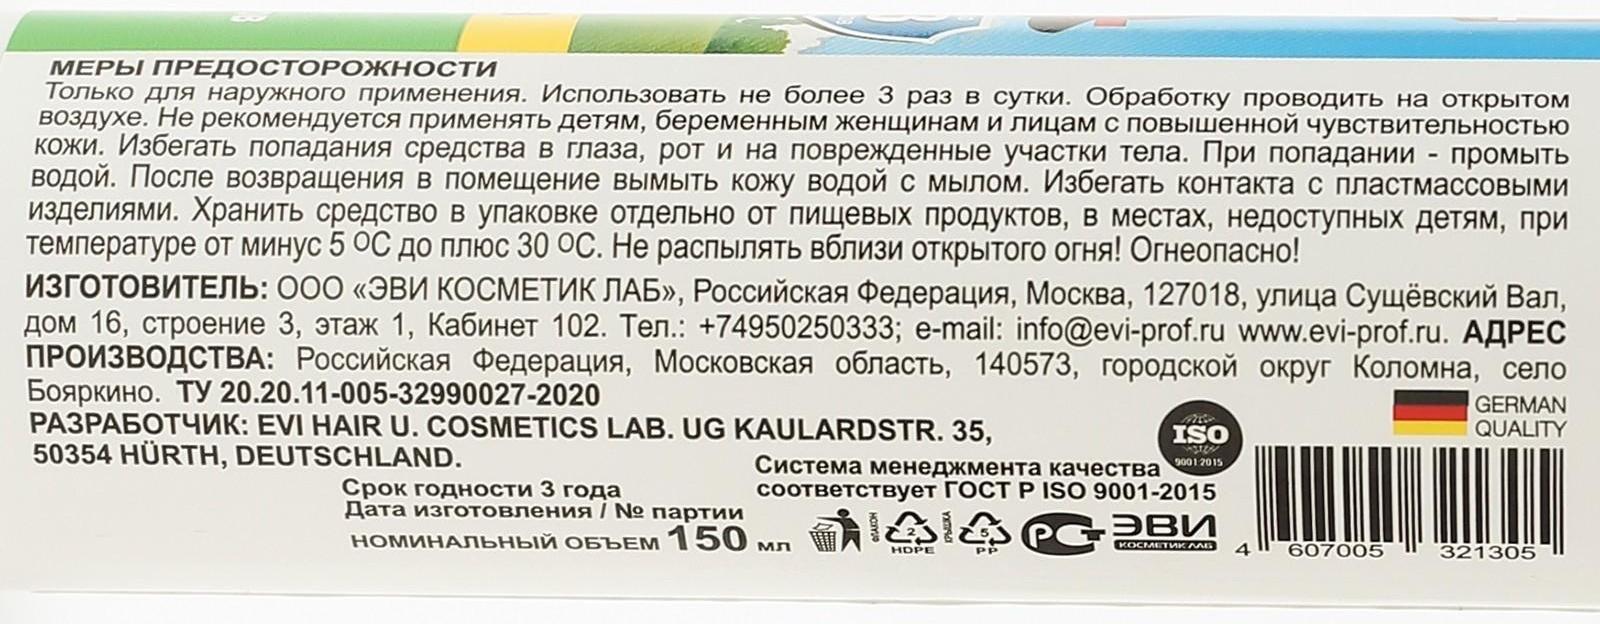 МЕРЫ ПРЕДОСТОРОЖНОСТИ
Только для наружного применения. Использовать не более 3 раз в сутки. Обработку проводить на открытом
воздухе. Не рекомендуется применять детям, беременным женщинам и лицам с повышенной чувствительностью
кожи. Избегать попадания средства в глаза, рот и на поврежденные участки тела. При попадании - промыть
водой. После возвращения в помещение вымыть кожу водой с мылом. Избегать контакта с пластмассовыми
изделиями. Хранить средство в упаковке отдельно от пищевых продуктов, в местах, недоступных детям, при
температуре от минус 5 ºС до плюс 30 ºС. Не распылять вблизи открытого огня! Огнеопасно!
ИЗГОТОВИТЕЛЬ: ООО «ЭВИ КОСМЕТИК ЛАБ», Российская Федерация, Москва, 127018, улица Сущёвский Вал,
дом 16, строение 3, этаж 1, Кабинет 102. Тел.: +74950250333; e-mail: info@evi-prof.ru www.evi-prof.ru. АДРЕС
ПРОИЗВОДСТВА: Российская Федерация, Московская область, 140573, городской округ Коломна, село
Бояркино. ТУ 20.20.11-005-32990027-2020
РАЗРАБОТЧИК: EVI HAIR U. COSMETICS LAB. UG KAULARDSTR. 35,
50354 HÜRTH, DEUTSCHLAND.
GERMAN
QUALITY
ISO
9001:2015
Система менеджмента качества
соответствует ГОСТ Р ISO 9001-2015
Срок годности 3 года
Дата изготовления / № партии
НОМИНАЛЬНЫЙ ОБЪЕМ 150 мл
ФЛАКОН
2
HDPE
КРЫШКА
5
PP
РСТ
ЭВИ
КОСМЕТИК ЛАБ
4 607005 321305